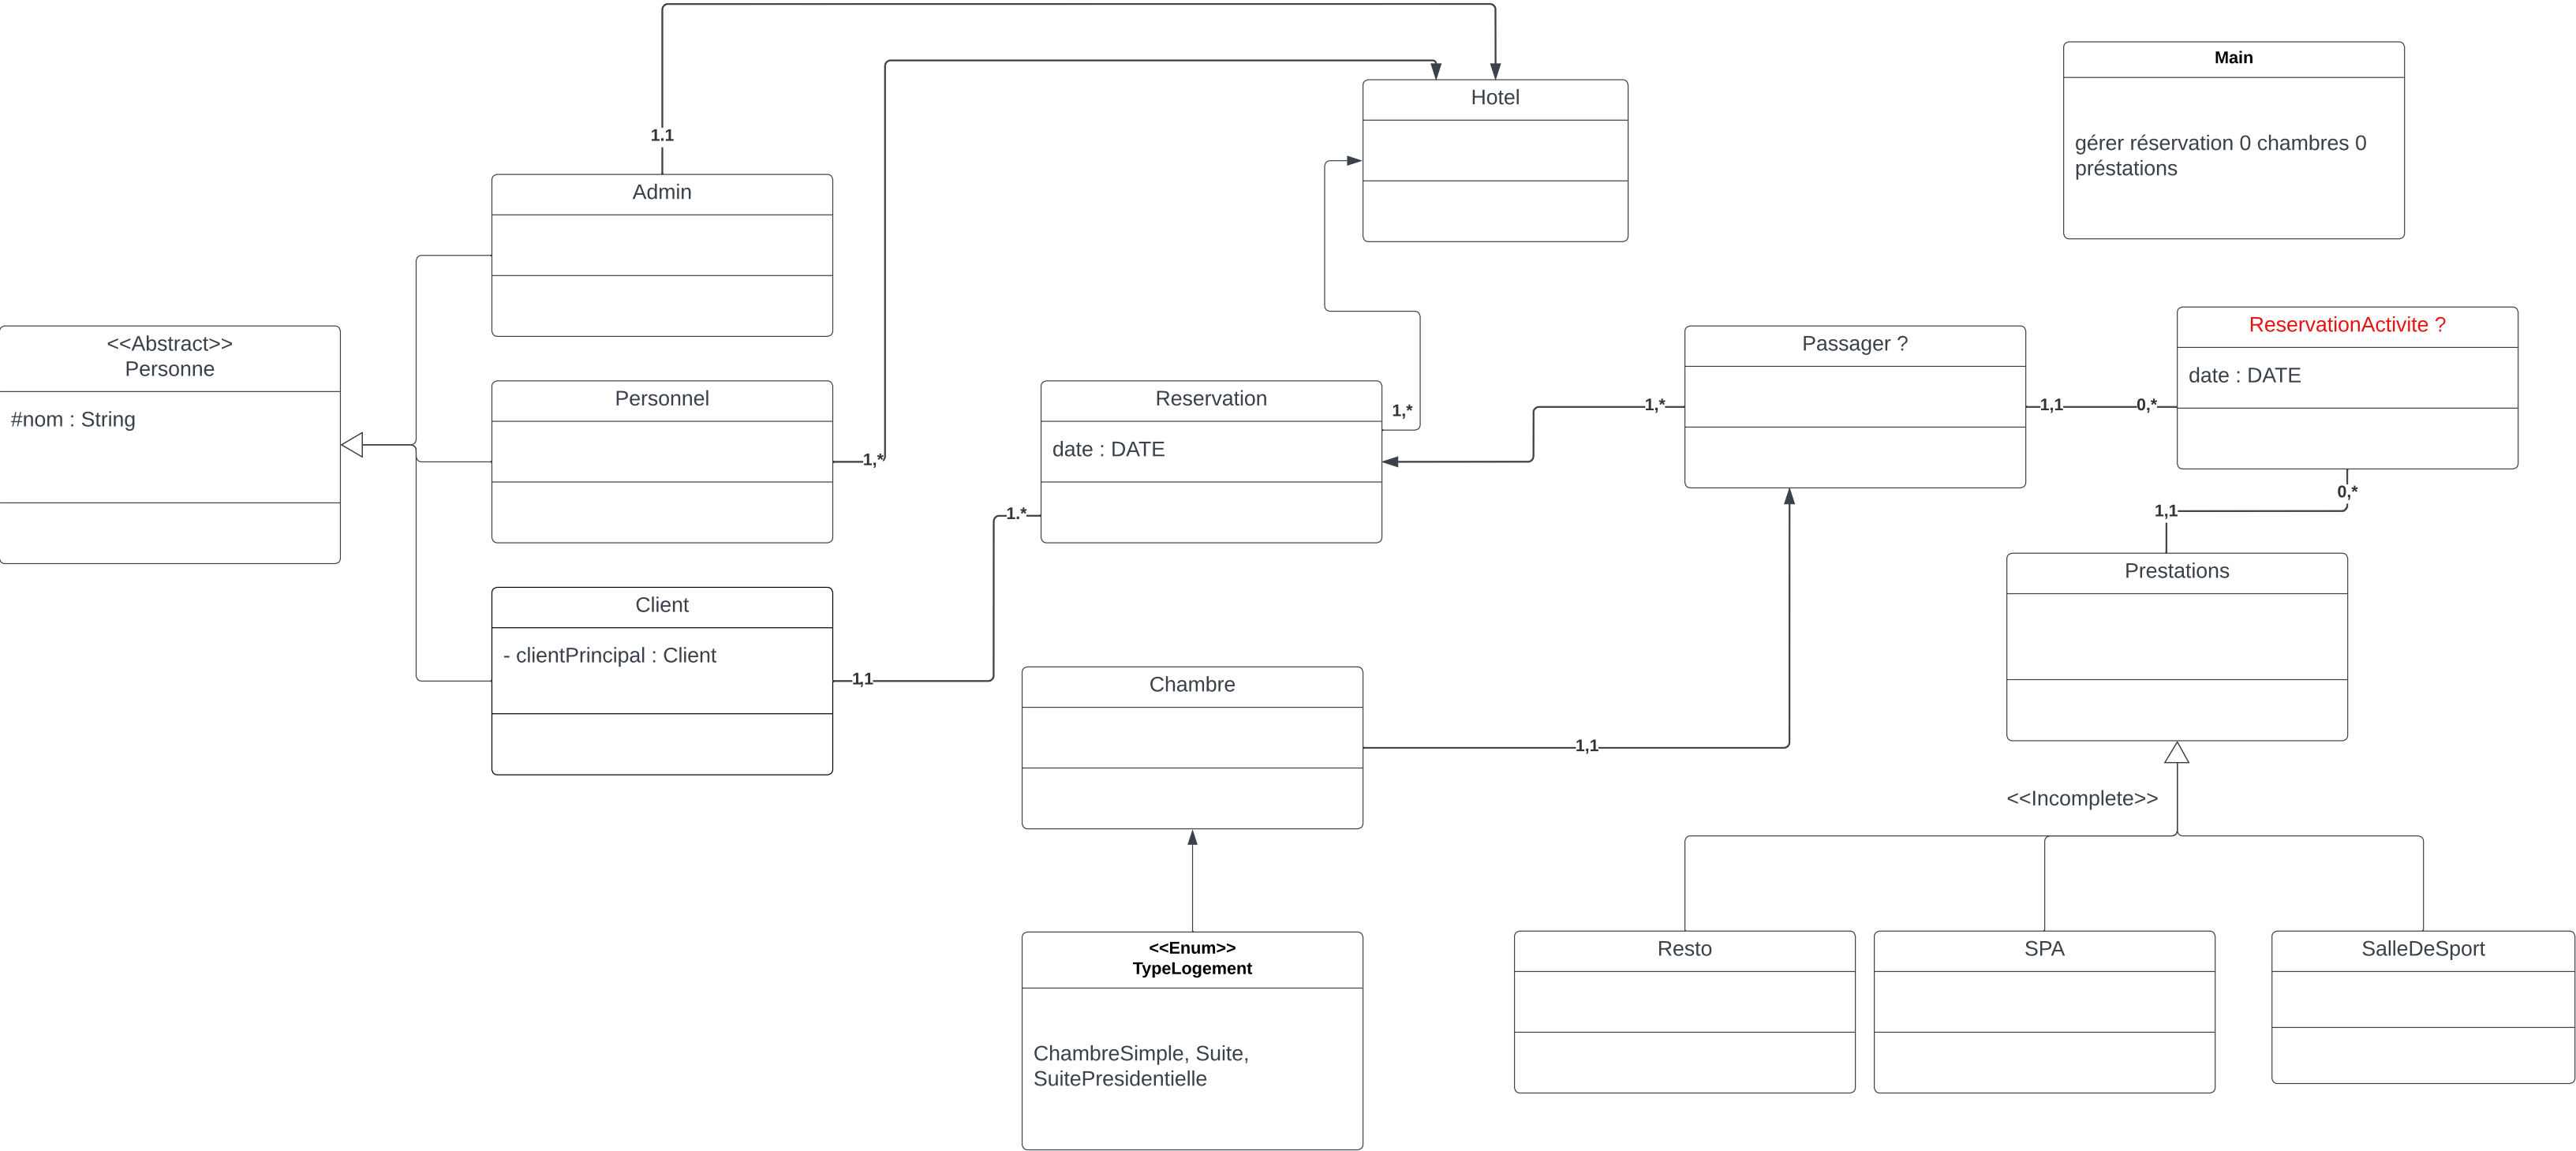 Main
gérer réservation 0 chambres 0
préstations
Hotel
1.1
Admin
<<Abstract>>
Personne
#nom : String
Personnel
1,*
Client
- clientPrincipal : Client
1,1
Reservation
date : DATE
1,*
1.*
Passager ?
1,*
1,1
0,*
ReservationActivite ?
date : DATE
0,*
1,1
Prestations
Chambre
1,1
<<Enum>>
TypeLogement
ChambreSimple, Suite,
SuitePresidentielle
<<Incomplete>>
Resto
SPA
SalleDeSport